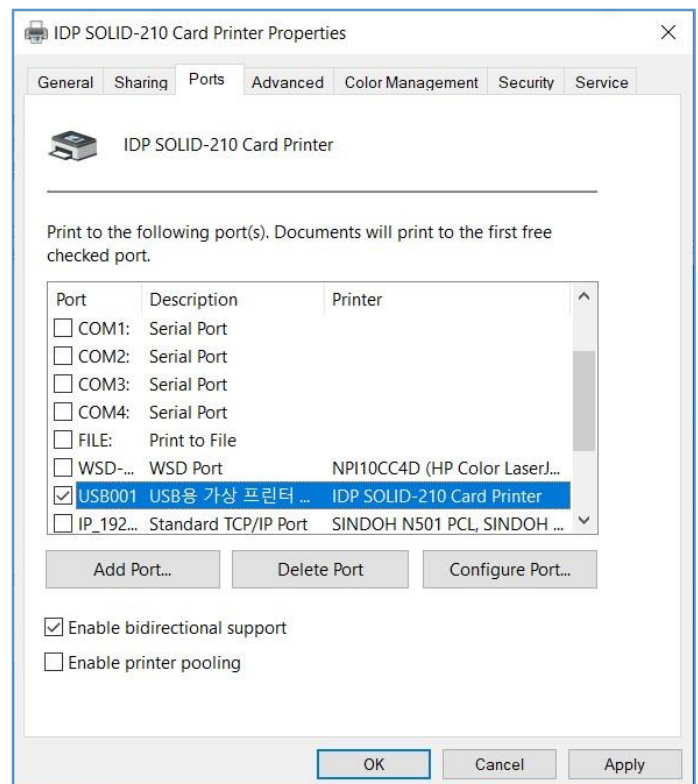 IDP SOLID-210 Card Printer Properties
General Sharing Ports Advanced Color Management Security Service
IDP SOLID-210 Card Printer
Print to the following port(s). Documents will print to the first free
checked port.
Port Description Printer
COM1: Serial Port
COM2: Serial Port
COM3: Serial Port
COM4: Serial Port
FILE: Print to File
WSD-... WSD Port NPI10CC4D (HP Color LaserJ...
USB001 USB용 가상 프린터 ... IDP SOLID-210 Card Printer
IP_192... Standard TCP/IP Port SINDOH N501 PCL, SINDOH ...
Add Port... Delete Port Configure Port...
Enable bidirectional support
Enable printer pooling
OK Cancel Apply